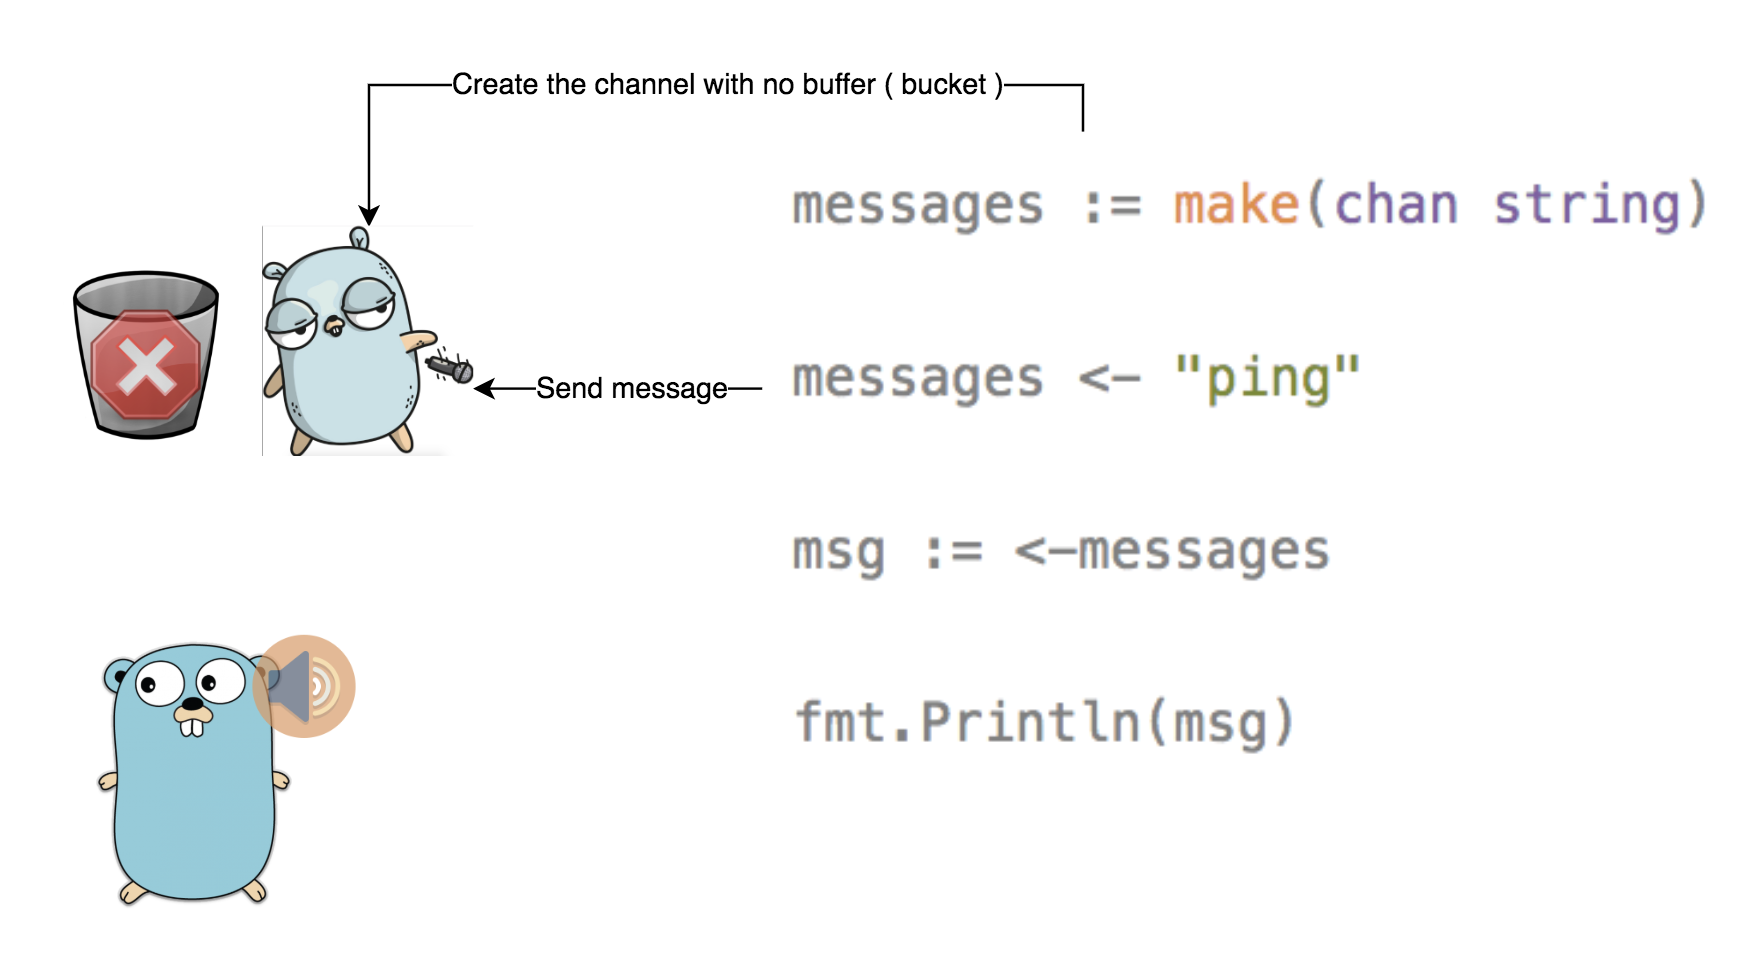 Create the channel with no buffer ( bucket )
messages := make(chan string)
Send message
messages <- "ping"
msg := <-messages
fmt.Println(msg)